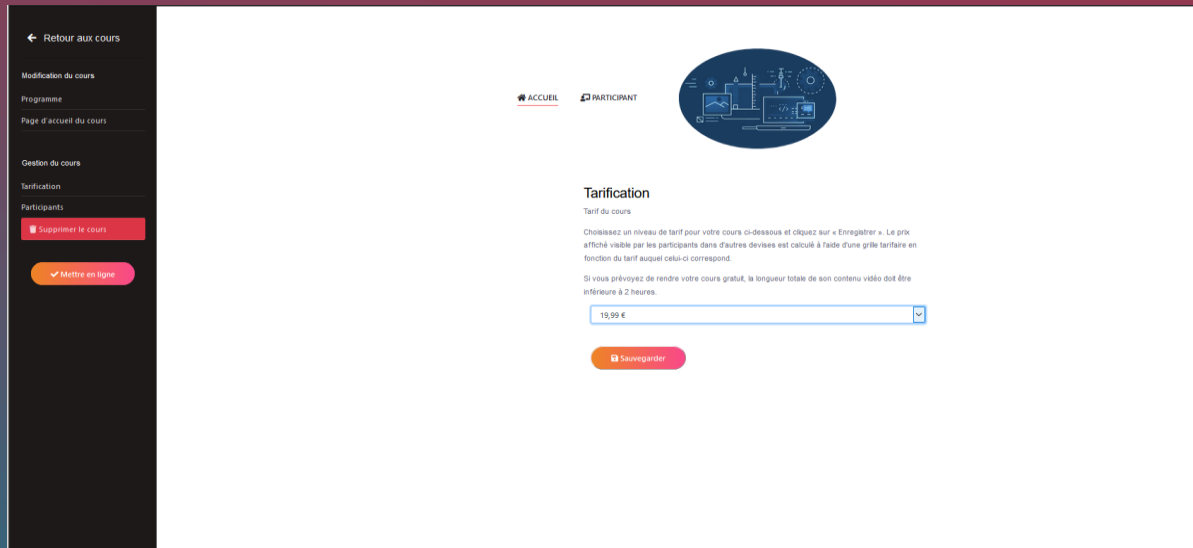 Retour aux cours
Modification du cours
Programme
Page d'accueil du cours
Gestion du cours
Tarification
Participants
Supprimer le cours
Mettre en ligne
ACCUEIL
PARTICIPANT
Tarification
Tarif du cours
Choisissez un niveau de tarif pour votre cours ci-dessous et cliquez sur « Enregistrer ». Le prix
affiché visible par les participants dans d'autres devises est calculé à l'aide d'une grille tarifaire en
fonction du tarif auquel celui-ci correspond.
Si vous prévoyez de rendre votre cours gratuit, la longueur totale de son contenu vidéo doit être
inférieure à 2 heures.
19,99 €
Sauvegarder